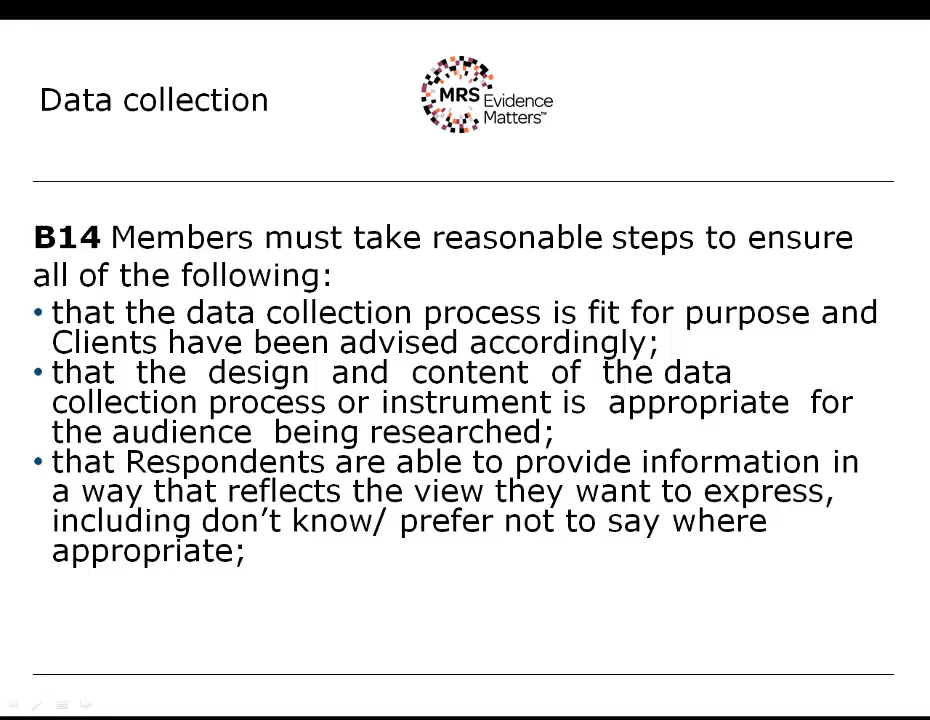 Data collection
MRS Evidence
Matters™
B14 Members must take reasonable steps to ensure
all of the following:
• that the data collection process is fit for purpose and
Clients have been advised accordingly;
• that the design and content of the data
collection process or instrument is appropriate for
the audience being researched;
• that Respondents are able to provide information in
a way that reflects the view they want to express,
including don’t know/ prefer not to say where
appropriate;